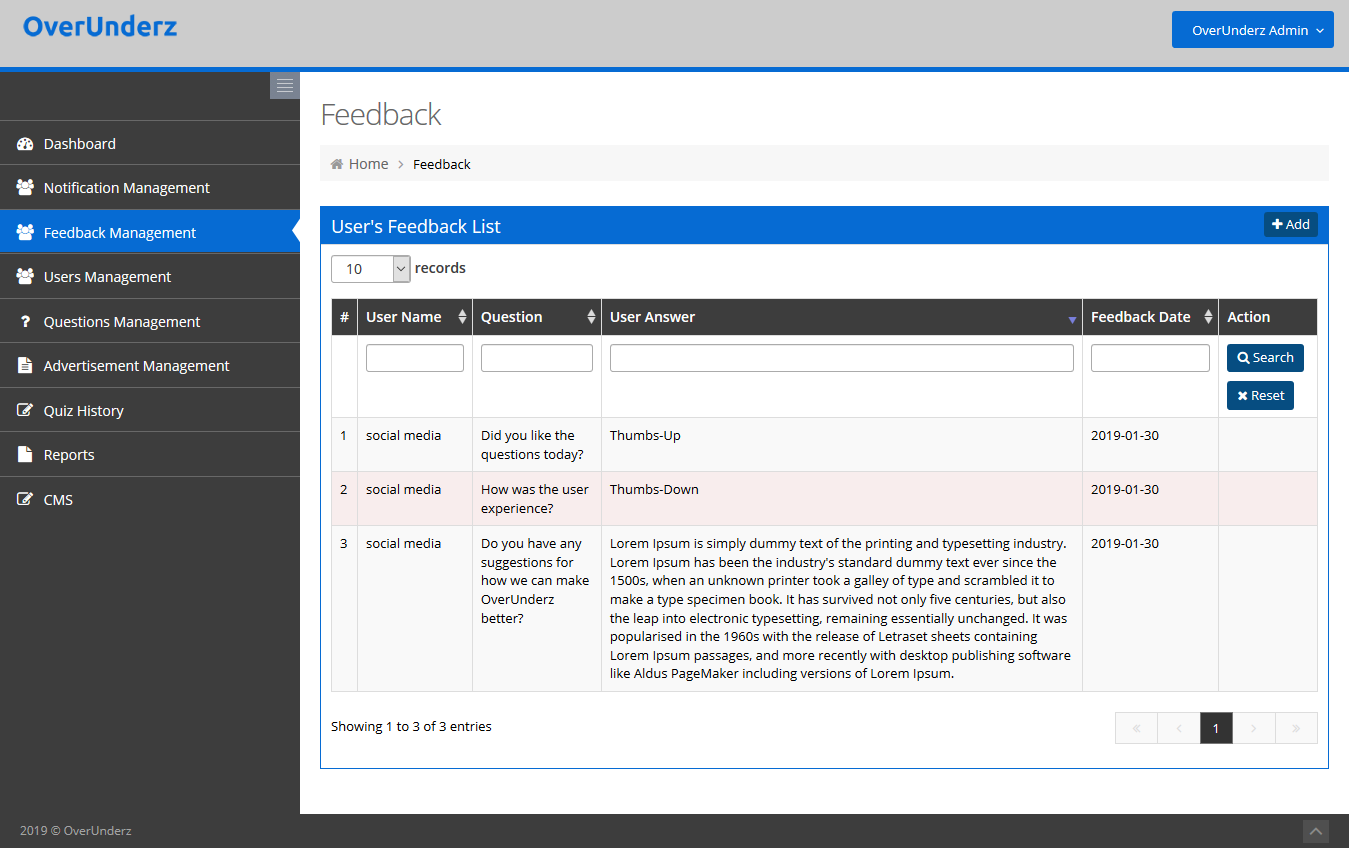 OverUnderz
OverUnderz Admin
Dashboard
Notification Management
Feedback Management
Users Management
Questions Management
Advertisement Management
Quiz History
Reports
CMS
Feedback
Home > Feedback
User's Feedback List
Add
10 records
# User Name Question User Answer Feedback Date Action
Search
Reset
1 social media Did you like the Thumbs-Up 2019-01-30
questions today?
2 social media How was the user Thumbs-Down 2019-01-30
experience?
3 social media Do you have any Lorem Ipsum is simply dummy text of the printing and typesetting industry. 2019-01-30
suggestions for Lorem Ipsum has been the industry's standard dummy text ever since the
how we can make 1500s, when an unknown printer took a galley of type and scrambled it to
OverUnderz make a type specimen book. It has survived not only five centuries, but also
better? the leap into electronic typesetting, remaining essentially unchanged. It was
popularised in the 1960s with the release of Letraset sheets containing
Lorem Ipsum passages, and more recently with desktop publishing software
like Aldus PageMaker including versions of Lorem Ipsum.
Showing 1 to 3 of 3 entries
« < 1 > »
2019 © OverUnderz